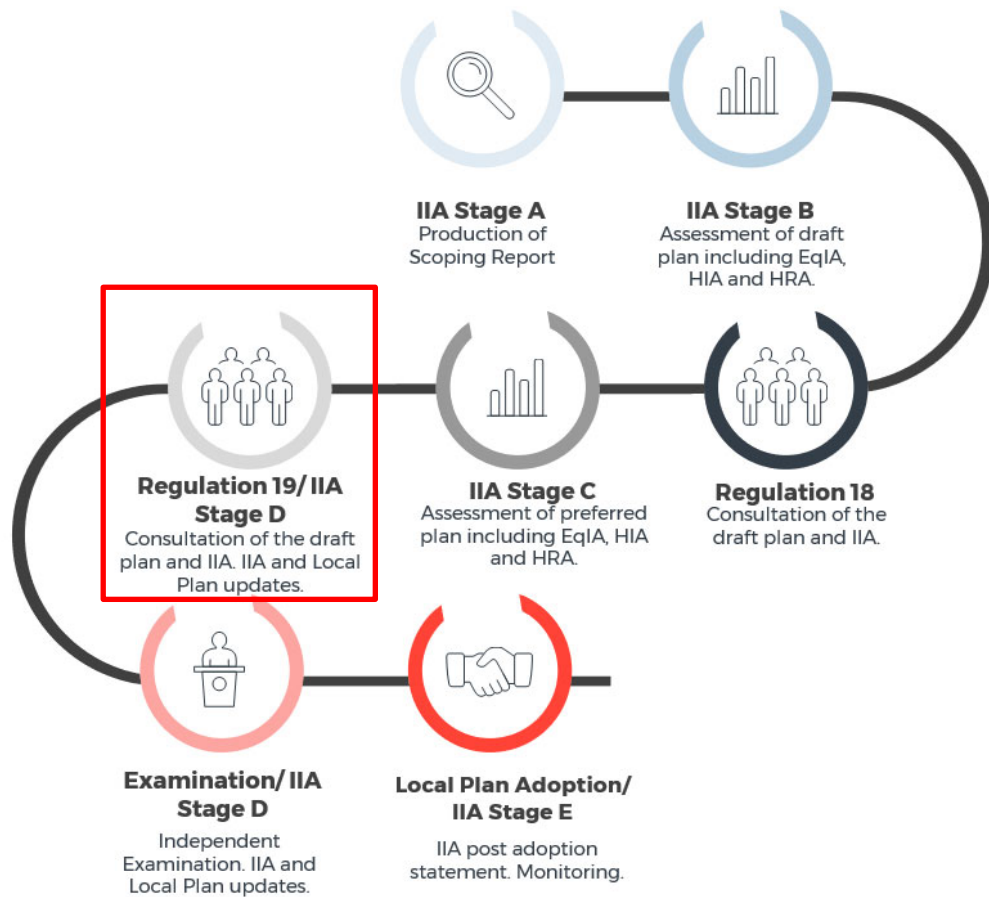 IIA Stage A
Production of
Scoping Report
IIA Stage B
Assessment of draft
plan including EqIA,
HIA and HRA.
Regulation 18
Consultation of the
draft plan and IIA.
IIA Stage C
Assessment of preferred
plan including EqIA, HIA
and HRA.
Regulation 19/ IIA
Stage D
Consultation of the draft
plan and IIA. IIA and Local
Plan updates.
Examination/ IIA
Stage D
Independent
Examination. IIA and
Local Plan updates.
Local Plan Adoption/
IIA Stage E
IIA post adoption
statement. Monitoring.